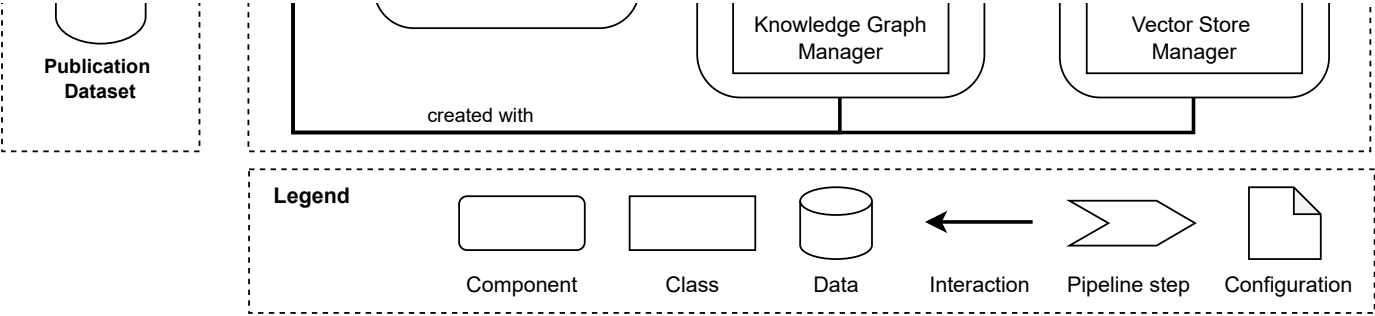 Knowledge Graph
Manager
Vector Store
Manager
Publication
Dataset
created with
Legend
Component
Class
Data
Interaction
Pipeline step
Configuration